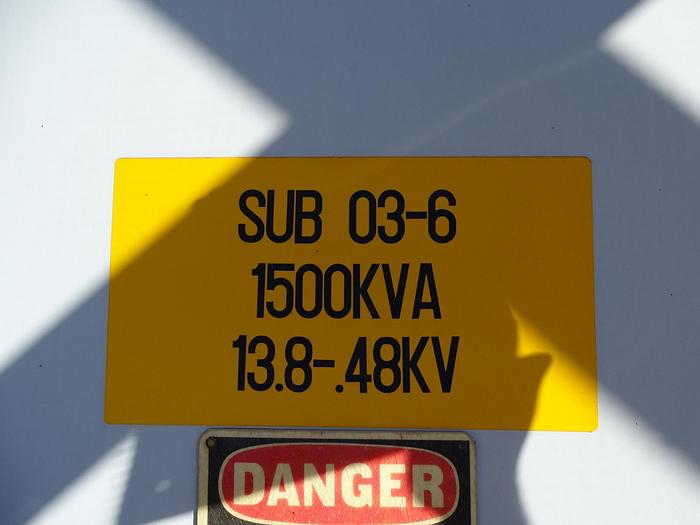 SUB 03-6
1500KVA
13.8-.48KV
DANGER